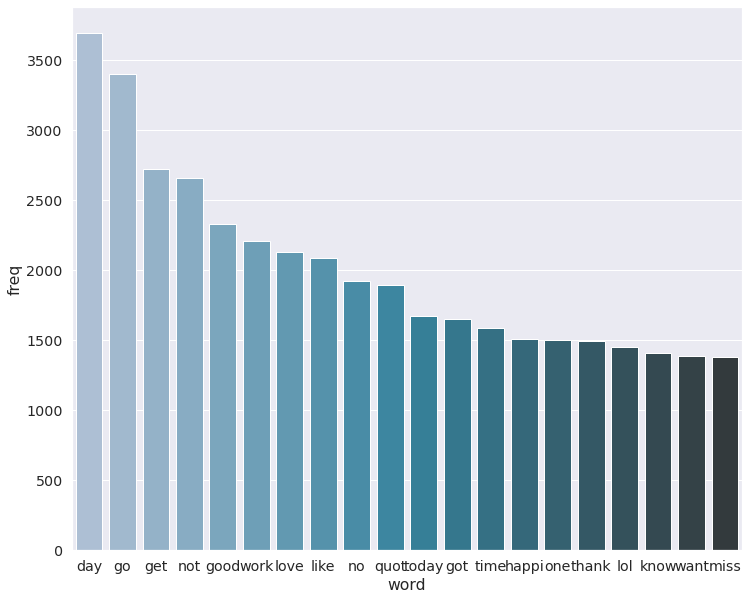 3500
3000
2500
2000
1500
1000
500
0
freq
day go get not good work love like no quot today got time happi one thank lol know want miss
word